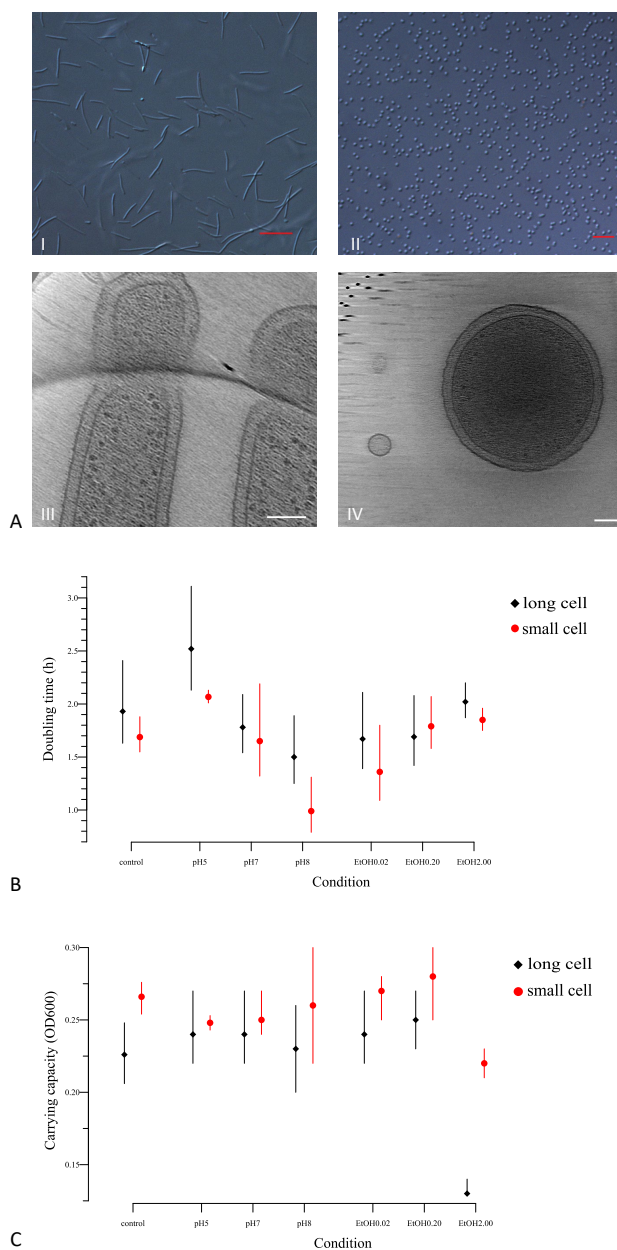 I
II
III
IV
A
3.0
2.5
2.0
1.5
1.0
Doubling time (h)
long cell
small cell
control
pH5
pH7
pH8
EtOH0.02
EtOH0.20
EtOH2.00
Condition
B
0.30
0.25
0.20
0.15
Carrying capacity (OD600)
long cell
small cell
control
pH5
pH7
pH8
EtOH0.02
EtOH0.20
EtOH2.00
Condition
C